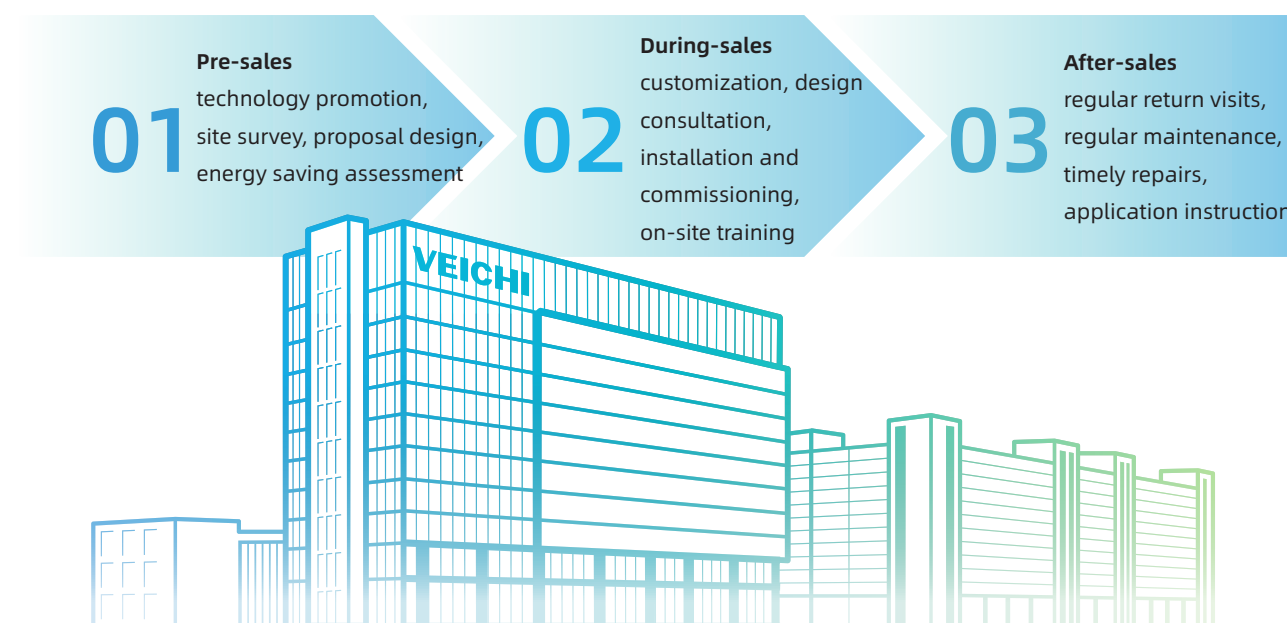 01
Pre-sales
technology promotion,
site survey, proposal design,
energy saving assessment
02
During-sales
customization, design
consultation,
installation and
commissioning,
on-site training
03
After-sales
regular return visits,
regular maintenance,
timely repairs,
application instruction
VEICHI